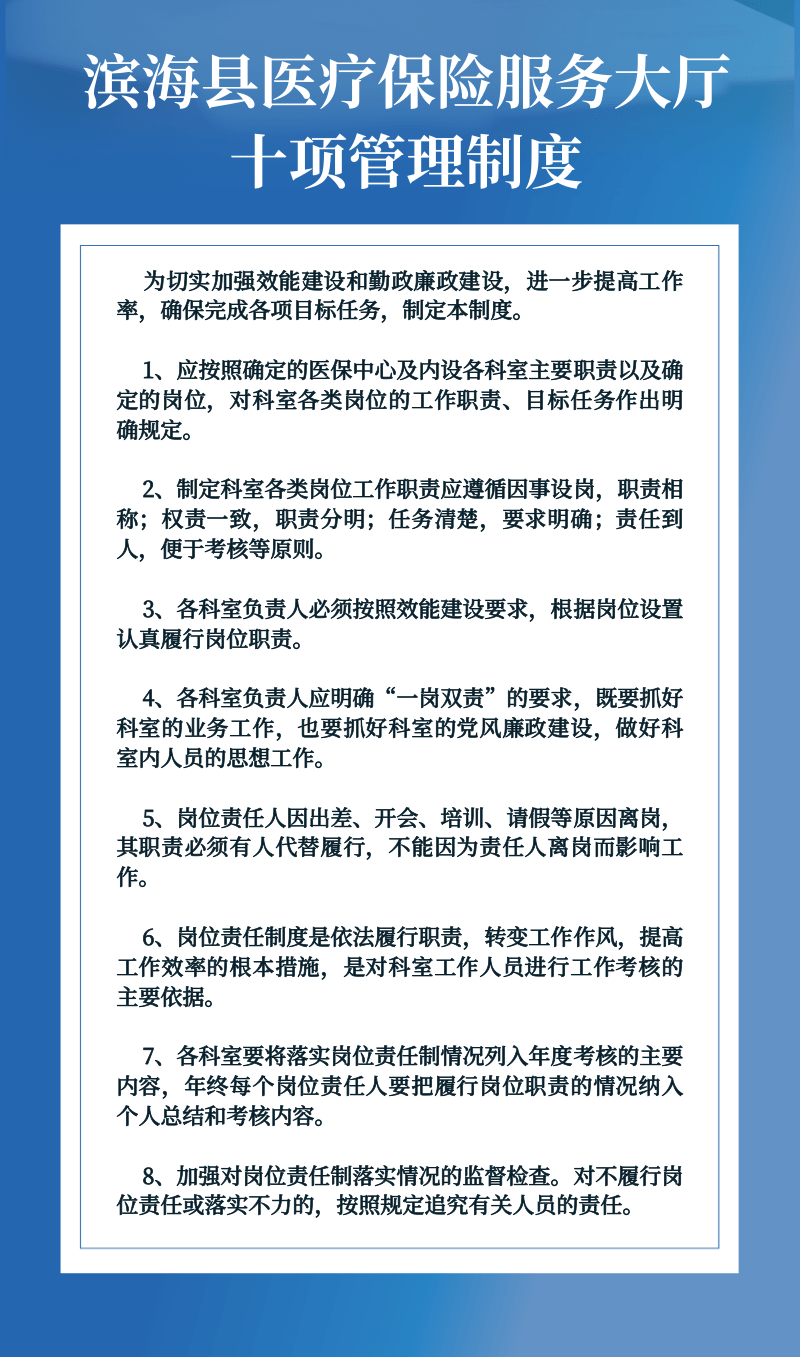 滨海县医疗保险服务大厅
十项管理制度
为切实加强效能建设和勤政廉政建设，进一步提高工作
率，确保完成各项目标任务，制定本制度。
1、应按照确定的医保中心及内设各科室主要职责以及确
定的岗位，对科室各类岗位的工作职责、目标任务作出明
确规定。
2、制定科室各类岗位工作职责应遵循因事设岗，职责相
称；权责一致，职责分明；任务清楚，要求明确；责任到
人，便于考核等原则。
3、各科室负责人必须按照效能建设要求，根据岗位设置
认真履行岗位职责。
4、各科室负责人应明确“一岗双责”的要求，既要抓好
科室的业务工作，也要抓好科室的党风廉政建设，做好科
室内人员的思想工作。
5、岗位责任人因出差、开会、培训、请假等原因离岗，
其职责必须有人代替履行，不能因为责任人离岗而影响工
作。
6、岗位责任制度是依法履行职责，转变工作作风，提高
工作效率的根本措施，是对科室工作人员进行工作考核的
主要依据。
7、各科室要将落实岗位责任制情况列入年度考核的主要
内容，年终每个岗位责任人要把履行岗位职责的情况纳入
个人总结和考核内容。
8、加强对岗位责任制落实情况的监督检查。对不履行岗
位责任或落实不力的，按照规定追究有关人员的责任。